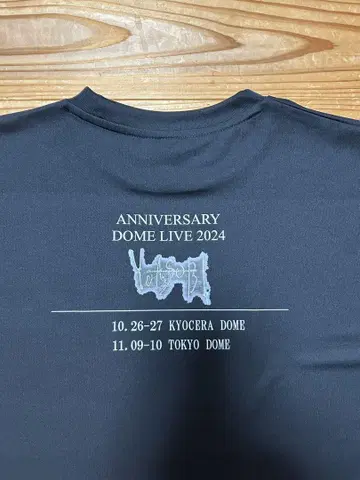 ANNIVERSARY
DOME LIVE 2024
10.26-27 KYOCERA DOME
11.09-10 TOKYO DOME